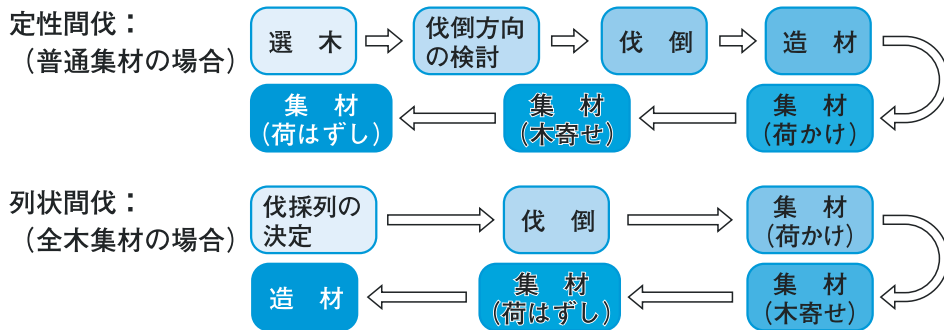 定性間伐：
（普通集材の場合）
選　木
伐倒方向
の検討
伐　倒
造　材
集　材
（荷かけ）
集　材
（木寄せ）
集　材
（荷はずし）
列状間伐：
（全木集材の場合）
伐採列の
決定
伐　倒
集　材
（荷かけ）
集　材
（木寄せ）
集　材
（荷はずし）
造　材